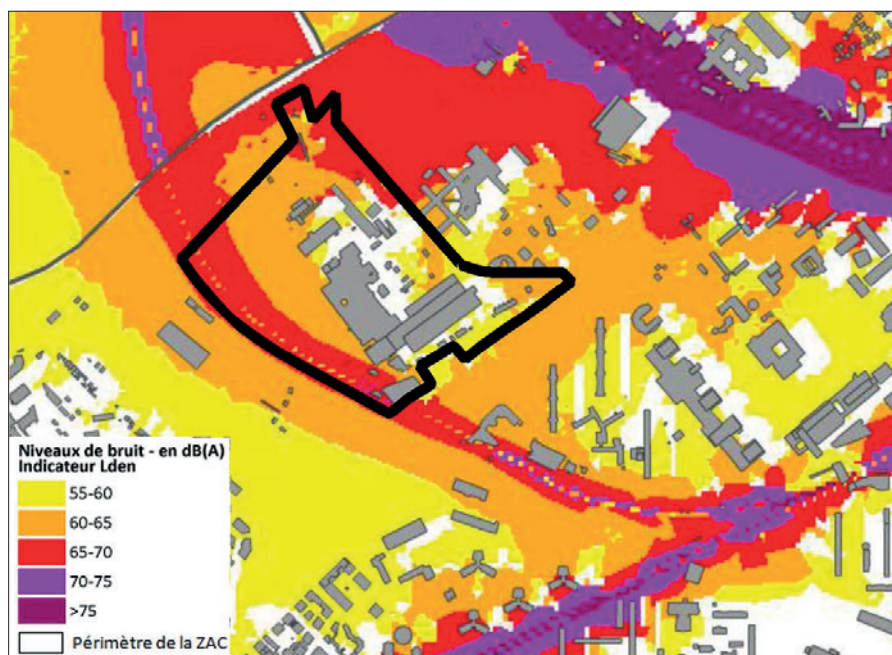 Niveaux de bruit - en dB(A)
Indicateur Lden
55-60
60-65
65-70
70-75
>75
Périmètre de la ZAC